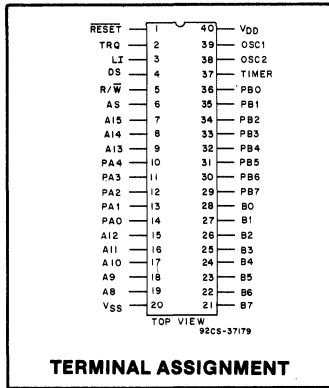 RESET 1 40 VDD
TRQ 2 39 OSC1
LI 3 38 OSC2
DS 4 37 TIMER
R/W 5 36 PB0
AS 6 35 PB1
A15 7 34 PB2
A14 8 33 PB3
A13 9 32 PB4
PA4 10 31 PB5
PA3 11 30 PB6
PA2 12 29 PB7
PA1 13 28 B0
PA0 14 27 B1
A12 15 26 B2
A11 16 25 B3
A10 17 24 B4
A9 18 23 B5
A8 19 22 B6
VSS 20 21 B7
TOP VIEW
92CS-37179
TERMINAL ASSIGNMENT